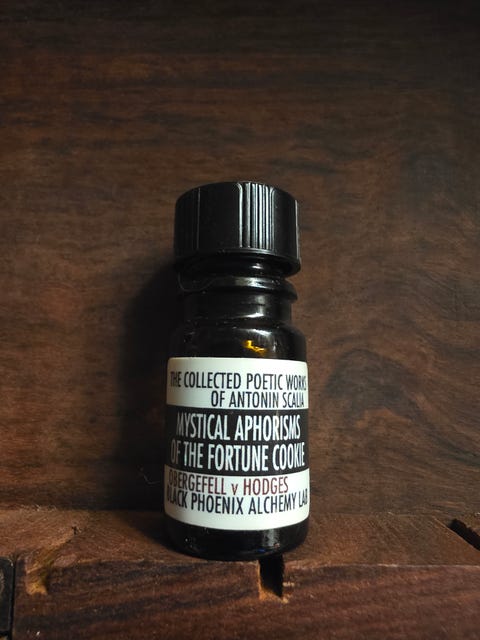 THE COLLECTED POETIC WORKS
OF ANTONIN SCALIA
MYSTICAL APHORISMS
OF THE FORTUNE COOKIE
OBERGEFELL v HODGES
BLACK PHOENIX ALCHEMY LAB